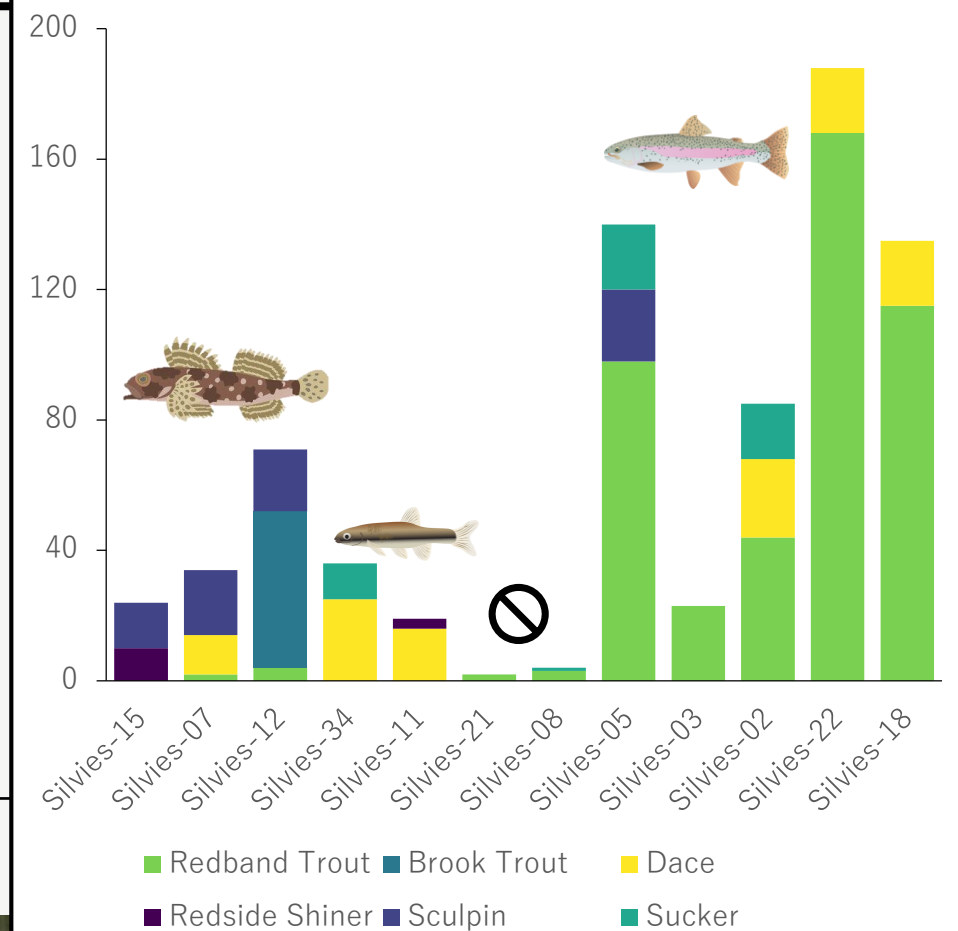 200
160
120
80
40
0
Silvies-15
Silvies-07
Silvies-12
Silvies-34
Silvies-11
Silvies-21
Silvies-08
Silvies-05
Silvies-03
Silvies-02
Silvies-22
Silvies-18
Redband Trout Brook Trout Dace
Redside Shiner Sculpin Sucker